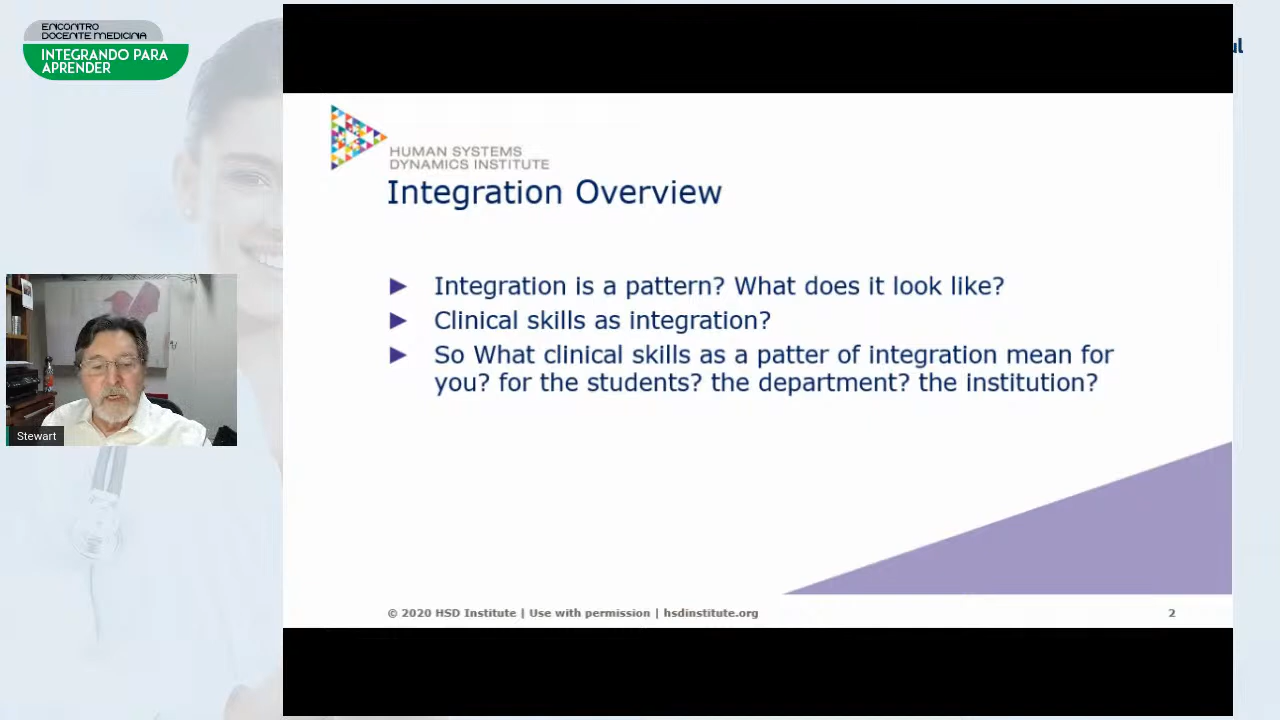 ENCONTRO
DOCENTE MEDICINA
INTEGRANDO PARA
APRENDER
HUMAN SYSTEMS
DYNAMICS INSTITUTE
Integration Overview
Integration is a pattern? What does it look like?
Clinical skills as integration?
So What clinical skills as a patter of integration mean for
you? for the students? the department? the institution?
Stewart
© 2020 HSD Institute | Use with permission | hsdinstitute.org
2